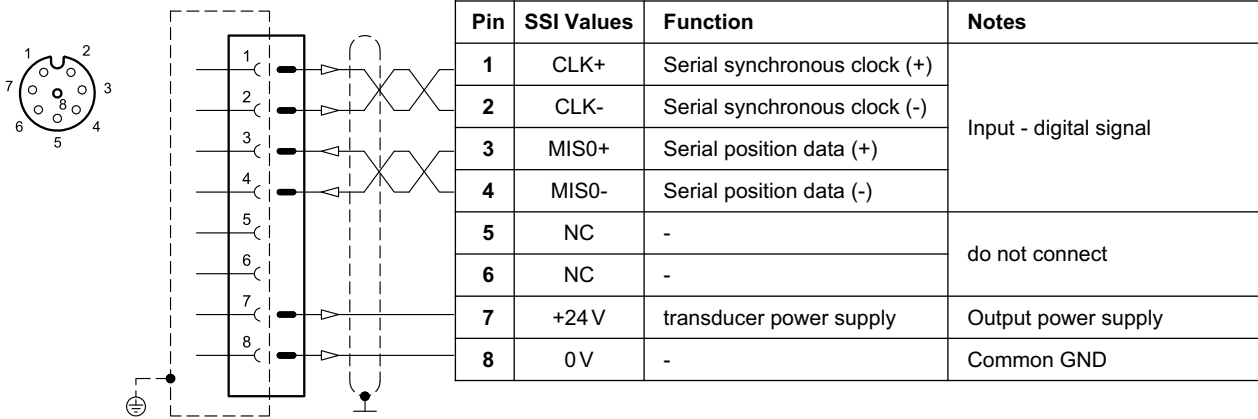 1 2
7 8 3
6 4
5
1
2
3
4
5
6
7
8
Pin SSI Values Function Notes
1 CLK+ Serial synchronous clock (+)
2 CLK- Serial synchronous clock (-)
Input - digital signal
3 MIS0+ Serial position data (+)
4 MIS0- Serial position data (-)
5 NC -
do not connect
6 NC -
7 +24 V transducer power supply Output power supply
8 0 V - Common GND